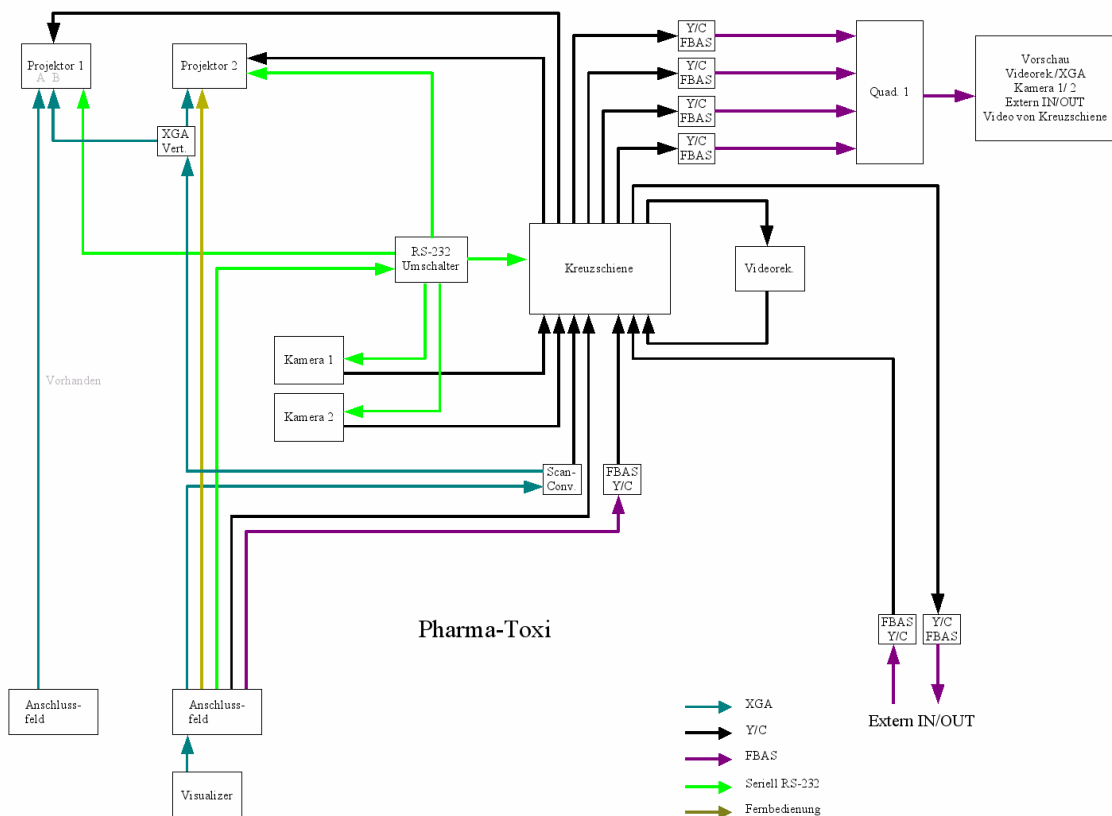 Projektor 1
A B
Projektor 2
XGA
Vert.
Y/C
FBAS
Y/C
FBAS
Y/C
FBAS
Y/C
FBAS
Quad. 1
Vorschau
Videorek./XGA
Kamera 1/ 2
Extern IN/OUT
Video von Kreuzschiene
RS-232
Umschalter
Kreuzschiene
Videorek.
Kamera 1
Vorhanden
Kamera 2
Scan-
Conv.
FBAS
Y/C
Pharma-Toxi
FBAS
Y/C
Y/C
FBAS
Extern IN/OUT
Anschluss-
feld
Anschluss-
feld
Visualizer
XGA
Y/C
FBAS
Seriell RS-232
Fernbedienung